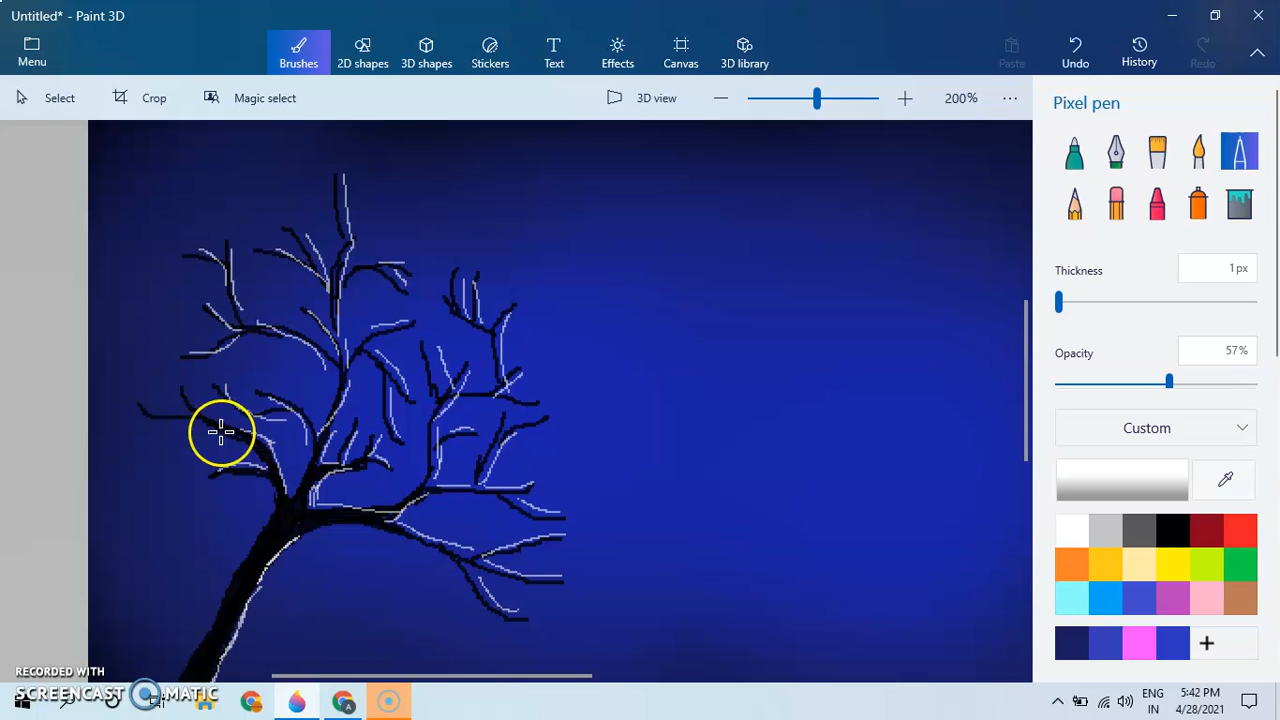 Untitled* - Paint 3D
Menu
Brushes
2D shapes
3D shapes
Stickers
Text
Effects
Canvas
3D library
Paste
Undo
History
Redo
Select
Crop
Magic select
3D view
200%
Pixel pen
Thickness
1px
Opacity
57%
Custom
RECORDED WITH
SCREENCAST MATIC
ENG
IN
5:42 PM
4/28/2021